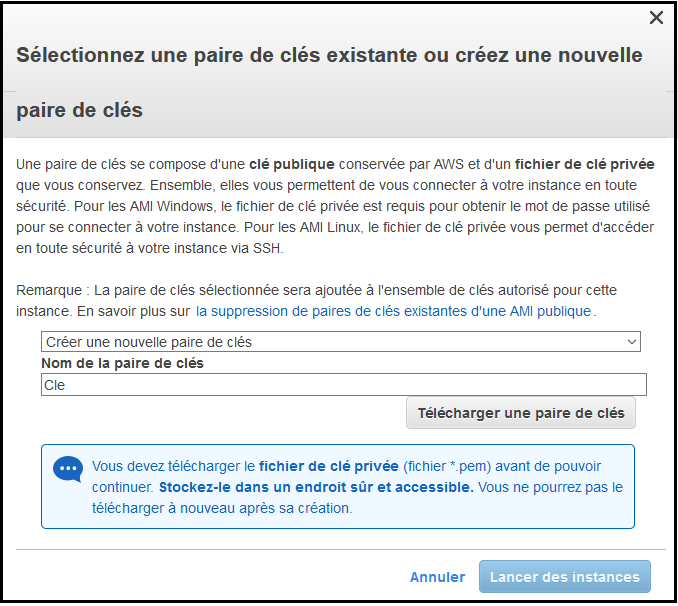 Sélectionnez une paire de clés existante ou créez une nouvelle
paire de clés
Une paire de clés se compose d'une clé publique conservée par AWS et d'un fichier de clé privée
que vous conservez. Ensemble, elles vous permettent de vous connecter à votre instance en toute
sécurité. Pour les AMI Windows, le fichier de clé privée est requis pour obtenir le mot de passe utilisé
pour se connecter à votre instance. Pour les AMI Linux, le fichier de clé privée vous permet d'accéder
en toute sécurité à votre instance via SSH.
Remarque : La paire de clés sélectionnée sera ajoutée à l'ensemble de clés autorisé pour cette
instance. En savoir plus sur la suppression de paires de clés existantes d'une AMI publique.
Créer une nouvelle paire de clés
Nom de la paire de clés
Cle
Télécharger une paire de clés
Vous devez télécharger le fichier de clé privée (fichier *.pem) avant de pouvoir
continuer. Stockez-le dans un endroit sûr et accessible. Vous ne pourrez pas le
télécharger à nouveau après sa création.
Annuler
Lancer des instances